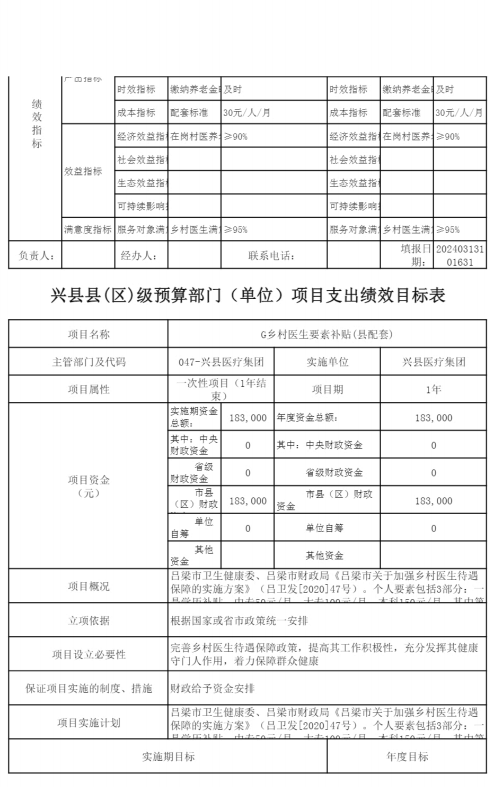 绩效指标
时效指标 缴纳养老金 及时 时效指标 缴纳养老金 及时
成本指标 配套标准 30元/人/月 成本指标 配套标准 30元/人/月
效益指标
经济效益指标 在岗村医养 ≥90% 经济效益指标 在岗村医养 ≥90%
社会效益指标 社会效益指标
生态效益指标 生态效益指标
可持续影响 可持续影响
满意度指标 服务对象满 乡村医生满 ≥95% 服务对象满 乡村医生满 ≥95%
负责人： 经办人： 联系电话： 填报日期： 20240313101631
兴县县(区)级预算部门（单位）项目支出绩效目标表
项目名称 G乡村医生要素补贴(县配套)
主管部门及代码 047-兴县医疗集团 实施单位 兴县医疗集团
项目属性 一次性项目（1年结束） 项目期 1年
项目资金（元）
实施期资金总额： 183,000 年度资金总额： 183,000
其中：中央财政资金 0 其中：中央财政资金 0
省级财政资金 0 省级财政资金 0
市县（区）财政 183,000 市县（区）财政资金 183,000
单位自筹 0 单位自筹 0
其他资金 其他资金
项目概况 吕梁市卫生健康委、吕梁市财政局《吕梁市关于加强乡村医生待遇
保障的实施方案》（吕卫发[2020]47号）。个人要素包括3部分：一
立项依据 根据国家或省市政策统一安排
项目设立必要性 完善乡村医生待遇保障政策，提高其工作积极性，充分发挥其健康
守门人作用，着力保障群众健康
保证项目实施的制度、措施 财政给予资金安排
项目实施计划 吕梁市卫生健康委、吕梁市财政局《吕梁市关于加强乡村医生待遇
保障的实施方案》（吕卫发[2020]47号）。个人要素包括3部分：一
实施期目标 年度目标